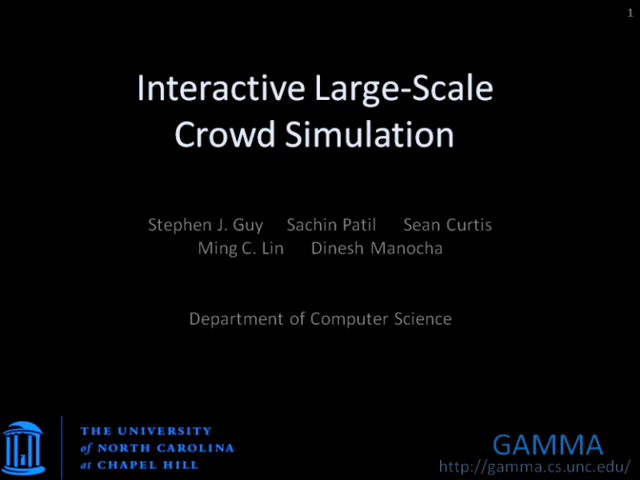 1
Interactive Large-Scale
Crowd Simulation
Stephen J. Guy Sachin Patil Sean Curtis
Ming C. Lin Dinesh Manocha
Department of Computer Science
THE UNIVERSITY
of NORTH CAROLINA
at CHAPEL HILL
GAMMA
http://gamma.cs.unc.edu/